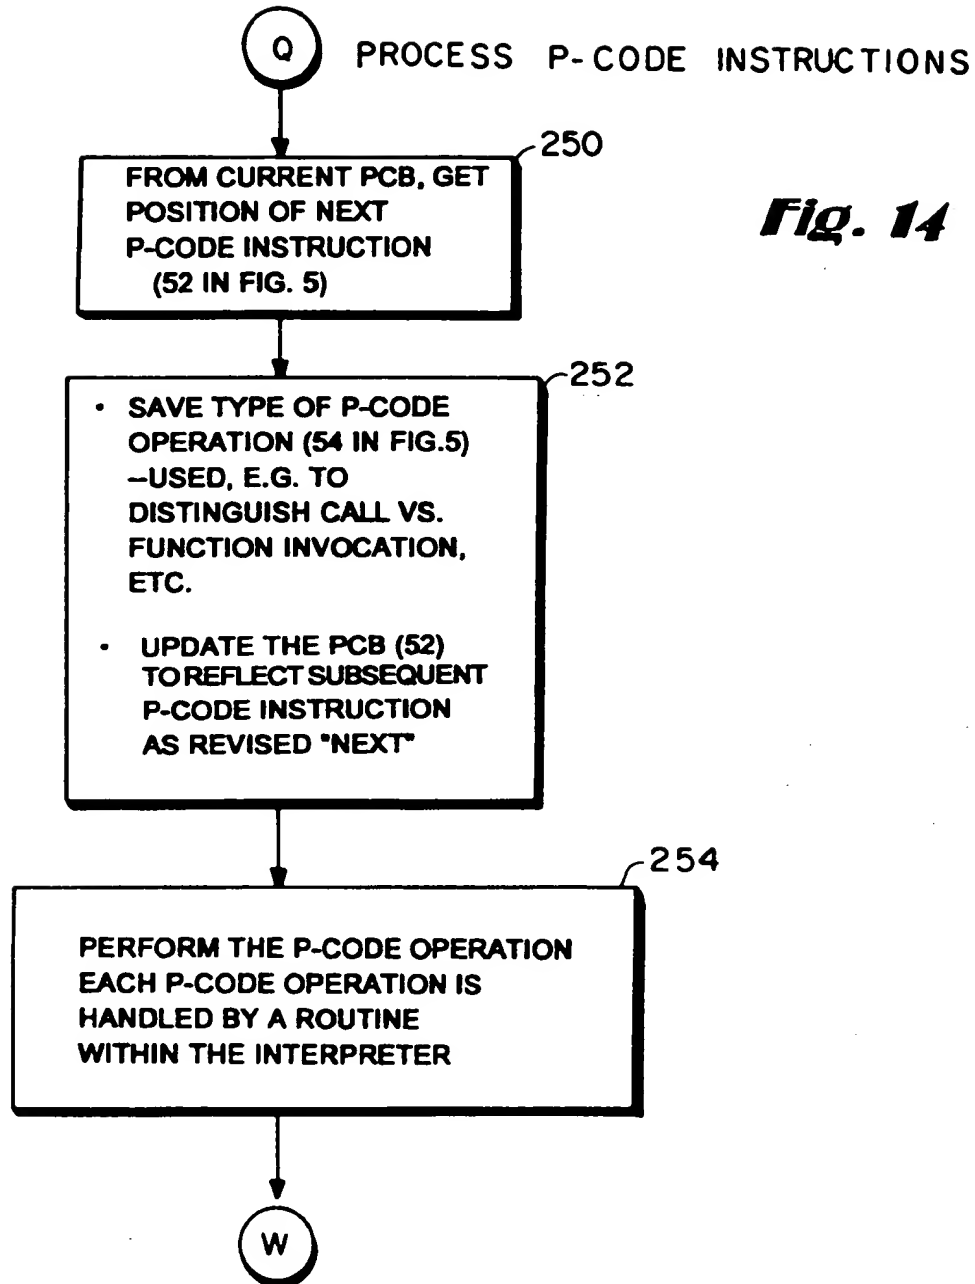 Q PROCESS P-CODE INSTRUCTIONS
250
FROM CURRENT PCB, GET
POSITION OF NEXT
P-CODE INSTRUCTION
(52 IN FIG. 5)
Fig. 14
252
• SAVE TYPE OF P-CODE
OPERATION (54 IN FIG.5)
–USED, E.G. TO
DISTINGUISH CALL VS.
FUNCTION INVOCATION,
ETC.
• UPDATE THE PCB (52)
TO REFLECT SUBSEQUENT
P-CODE INSTRUCTION
AS REVISED "NEXT"
254
PERFORM THE P-CODE OPERATION
EACH P-CODE OPERATION IS
HANDLED BY A ROUTINE
WITHIN THE INTERPRETER
W